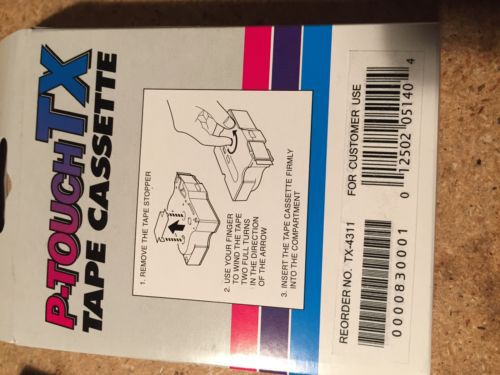 P-TOUCH TX
TAPE CASSETTE
1. REMOVE THE TAPE STOPPER
2. USE YOUR FINGER
TO WIND THE TAPE
TWO FULL TURNS
IN THE DIRECTION
OF THE ARROW
3. INSERT THE TAPE CASSETTE FIRMLY
INTO THE COMPARTMENT
REORDER NO. TX-4311
FOR CUSTOMER USE
0000830001
0 12502 05140 4